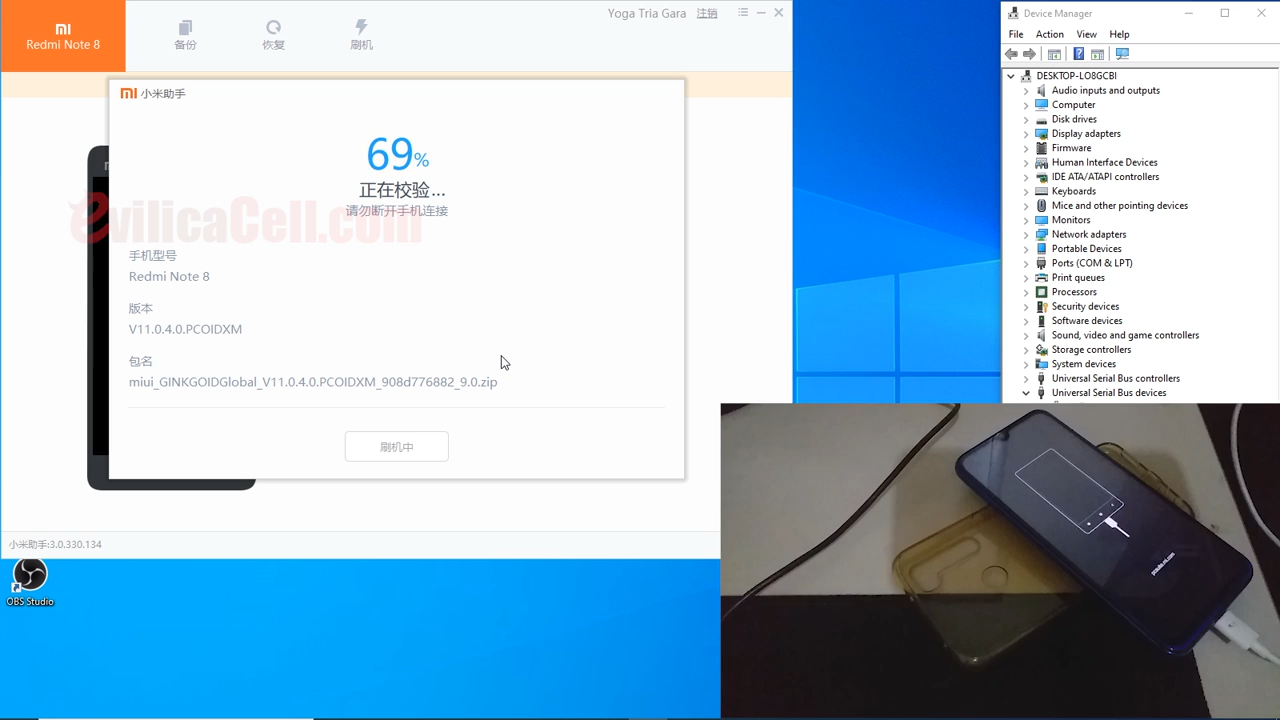 mi
Redmi Note 8
备份
恢复
刷机
Yoga Tria Gara
注销
小米助手
69%
正在校验...
请勿断开手机连接
evilicaCell.com
手机型号
Redmi Note 8
版本
V11.0.4.0.PCOIDXM
包名
miui_GINKGOIDGlobal_V11.0.4.0.PCOIDXM_908d776882_9.0.zip
刷机中
小米助手:3.0.330.134
OBS Studio
Device Manager
File Action View Help
DESKTOP-LO8GCBI
Audio inputs and outputs
Computer
Disk drives
Display adapters
Firmware
Human Interface Devices
IDE ATA/ATAPI controllers
Keyboards
Mice and other pointing devices
Monitors
Network adapters
Portable Devices
Ports (COM & LPT)
Print queues
Processors
Security devices
Software devices
Sound, video and game controllers
Storage controllers
System devices
Universal Serial Bus controllers
Universal Serial Bus devices